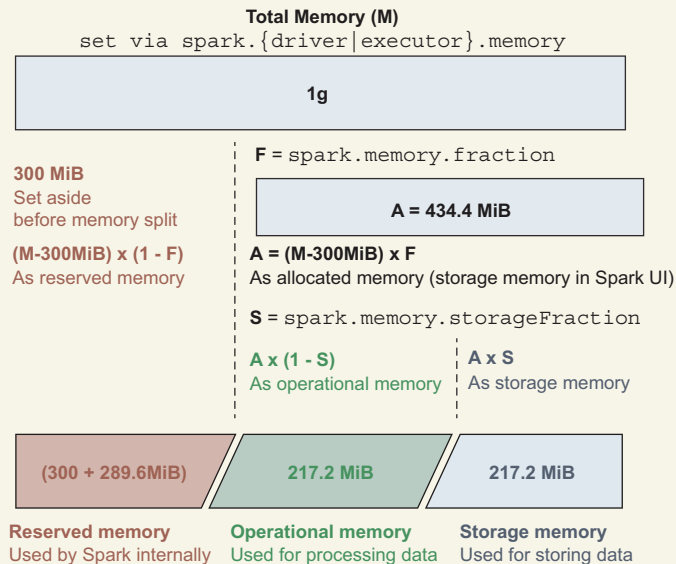 Total Memory (M)
set via spark.{driver|executor}.memory
1g
F = spark.memory.fraction
300 MiB
Set aside
before memory split
A = 434.4 MiB
(M-300MiB) x (1 - F)
As reserved memory
A = (M-300MiB) x F
As allocated memory (storage memory in Spark UI)
S = spark.memory.storageFraction
A x (1 - S)
As operational memory
A x S
As storage memory
(300 + 289.6MiB)
217.2 MiB
217.2 MiB
Reserved memory
Used by Spark internally
Operational memory
Used for processing data
Storage memory
Used for storing data